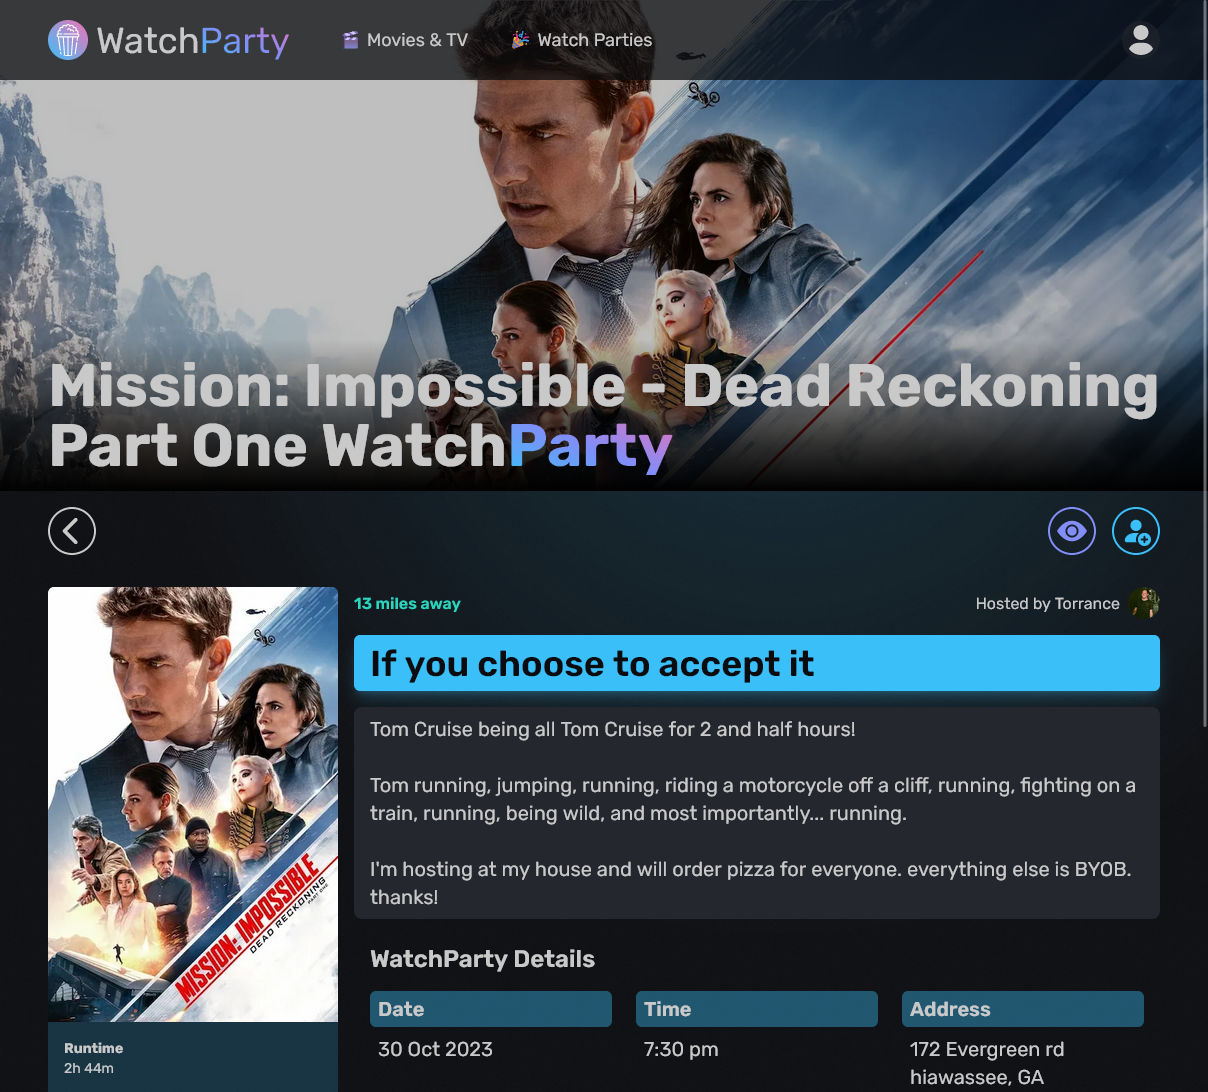 WatchParty
Movies & TV
Watch Parties
Mission: Impossible - Dead Reckoning
Part One WatchParty
13 miles away
Hosted by Torrance
If you choose to accept it
Tom Cruise being all Tom Cruise for 2 and half hours!
Tom running, jumping, running, riding a motorcycle off a cliff, running, fighting on a
train, running, being wild, and most importantly... running.
I'm hosting at my house and will order pizza for everyone. everything else is BYOB.
thanks!
MISSION: IMPOSSIBLE
DEAD RECKONING
PART ONE
WatchParty Details
Date
Time
Address
30 Oct 2023
7:30 pm
172 Evergreen rd
hiawassee, GA
Runtime
2h 44m